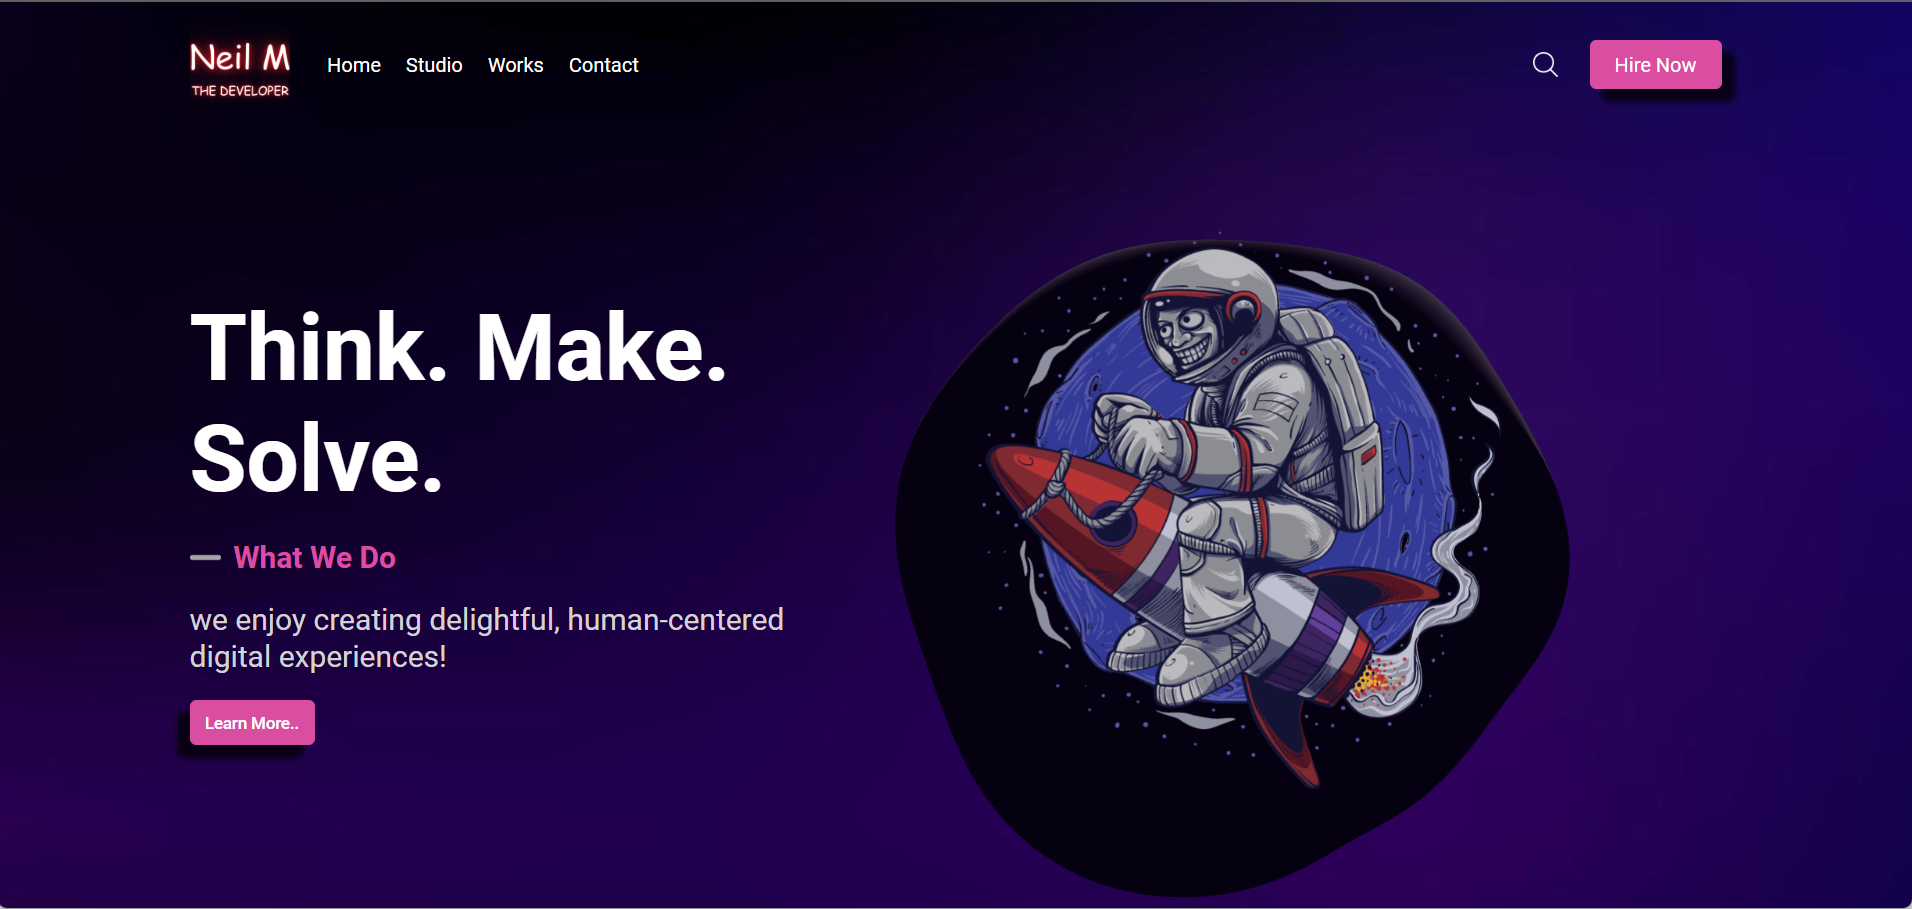 Neil M
THE DEVELOPER
Home Studio Works Contact
Hire Now
Think. Make.
Solve.
What We Do
we enjoy creating delightful, human-centered
digital experiences!
Learn More..